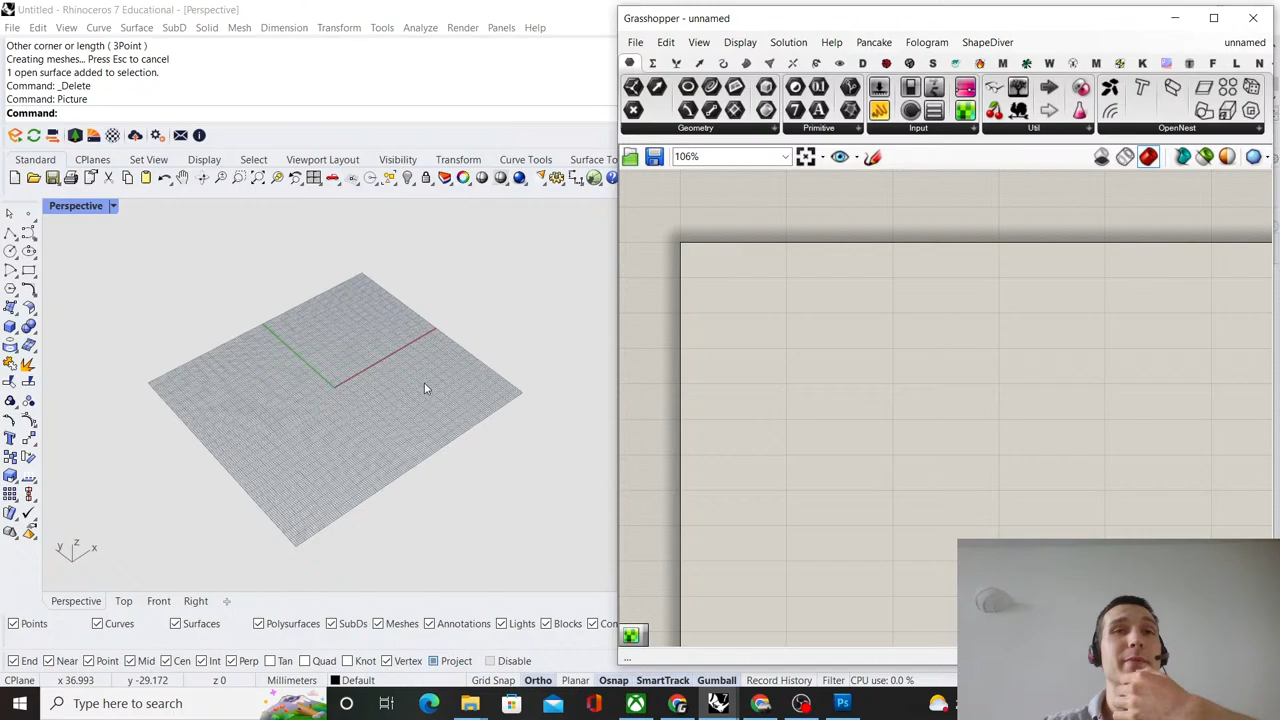 Untitled - Rhinoceros 7 Educational - [Perspective]
File Edit View Curve Surface SubD Solid Mesh Dimension Transform Tools Analyze Render Panels Help
Other corner or length ( 3Point )
Creating meshes... Press Esc to cancel
1 open surface added to selection.
Command: _Delete
Command: Picture
Command:
Standard CPlanes Set View Display Select Viewport Layout Visibility Transform Curve Tools Surface To
Perspective
z
y
x
Perspective Top Front Right
Points Curves Surfaces Polysurfaces SubDs Meshes Annotations Lights Blocks Con
End Near Point Mid Cen Int Perp Tan Quad Knot Vertex Project Disable
CPlane x 36.993 y -29.172 z 0 Millimeters Default Grid Snap Ortho Planar Osnap SmartTrack Gumball Record History Filter CPU use: 0.0 %
Type here to search
Grasshopper - unnamed
File Edit View Display Solution Help Pancake Fologram ShapeDiver unnamed
D S M W M K T F L N
Geometry Primitive Input Util OpenNest
106%
...